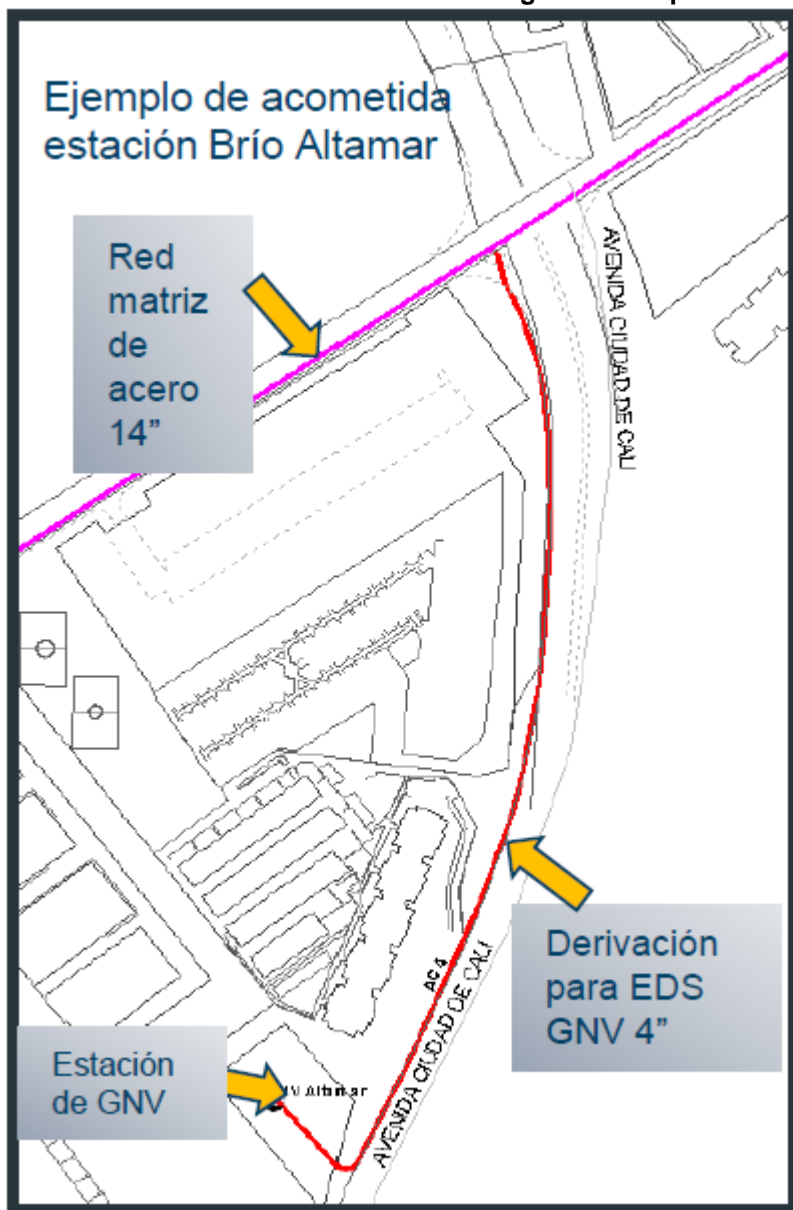 Ejemplo de acometida
estación Brío Altamar
Red
matriz
de
acero
14”
AVENIDA CIUDAD DE CALI
Derivación
para EDS
GNV 4”
AC 4
AVENIDA CIUDAD DE CALI
Estación
de GNV
Altamar